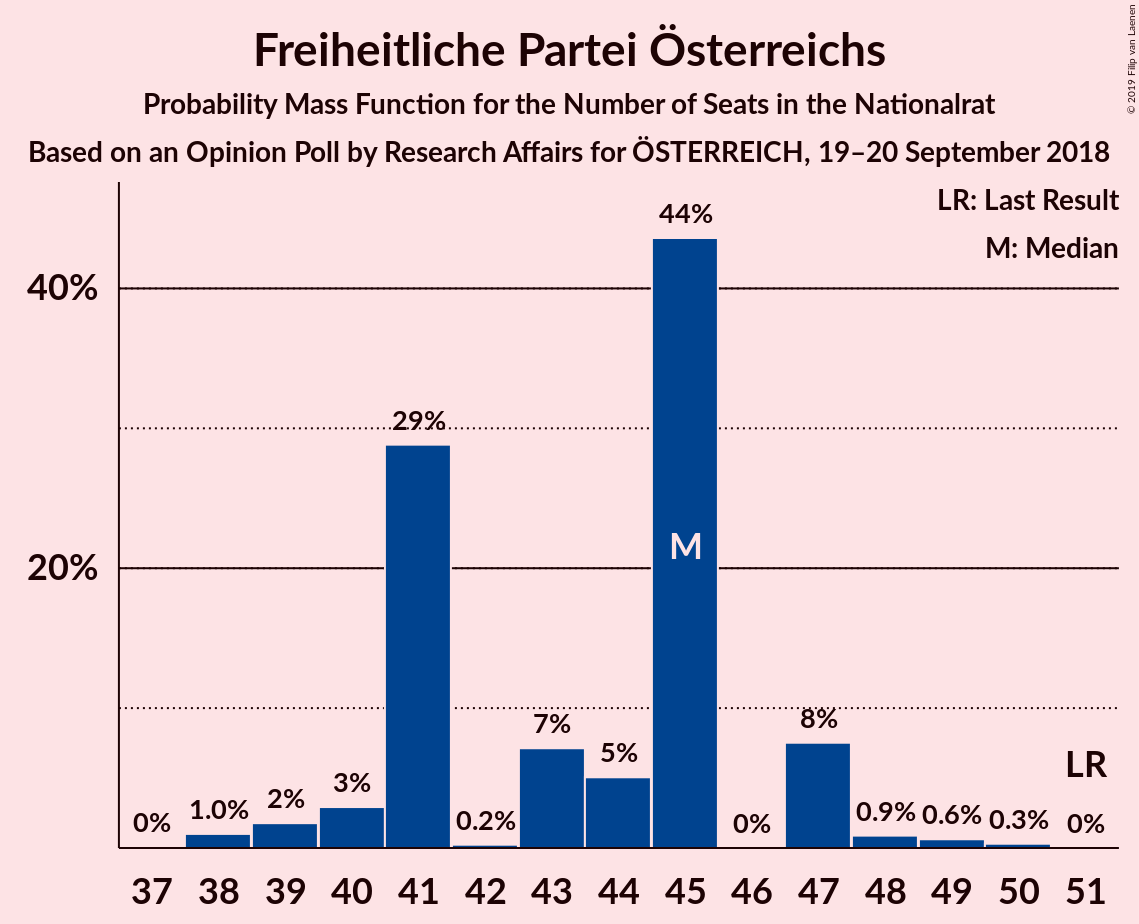 Freiheitliche Partei Österreichs
Probability Mass Function for the Number of Seats in the Nationalrat
Based on an Opinion Poll by Research Affairs for ÖSTERREICH, 19–20 September 2018
© 2019 Filip van Laenen
LR: Last Result
M: Median
40%
20%
0%
1.0%
2%
3%
29%
0.2%
7%
5%
44%
M
0%
8%
0.9%
0.6%
0.3%
LR
0%
37 38 39 40 41 42 43 44 45 46 47 48 49 50 51